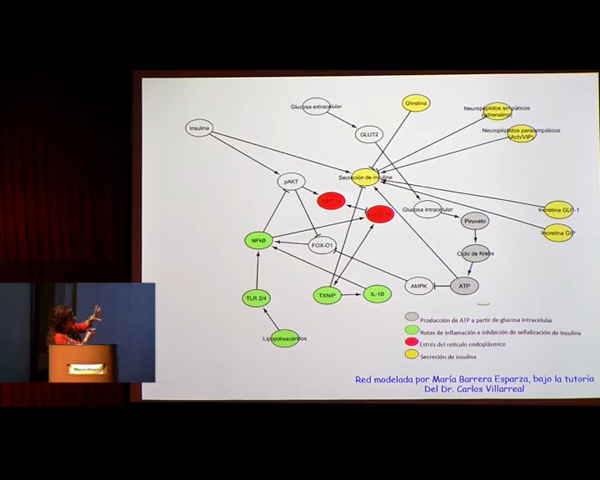 Glucosa extracelular
Ghrelina
Neuropéptidos simpáticos
(adrenalina)
Insulina
GLUT2
Neuropéptidos parasimpáticos
(Ach/VIP)
Secreción de insulina
pAKT
Glucosa intracelular
Incretina GLP-1
Piruvato
Incretina GIP
NFkB
FOX-O1
Ciclo de Krebs
AMPK
ATP
TLR 2/4
TXNIP
IL-1B
Lipopolisacáridos
Producción de ATP a partir de glucosa intracelular
Rutas de inflamación e inhibición de señalización de insulina
Estrés del retículo endoplásmico
Secreción de insulina
Red modelada por María Barrera Esparza, bajo la tutoría
Del Dr. Carlos Villarreal